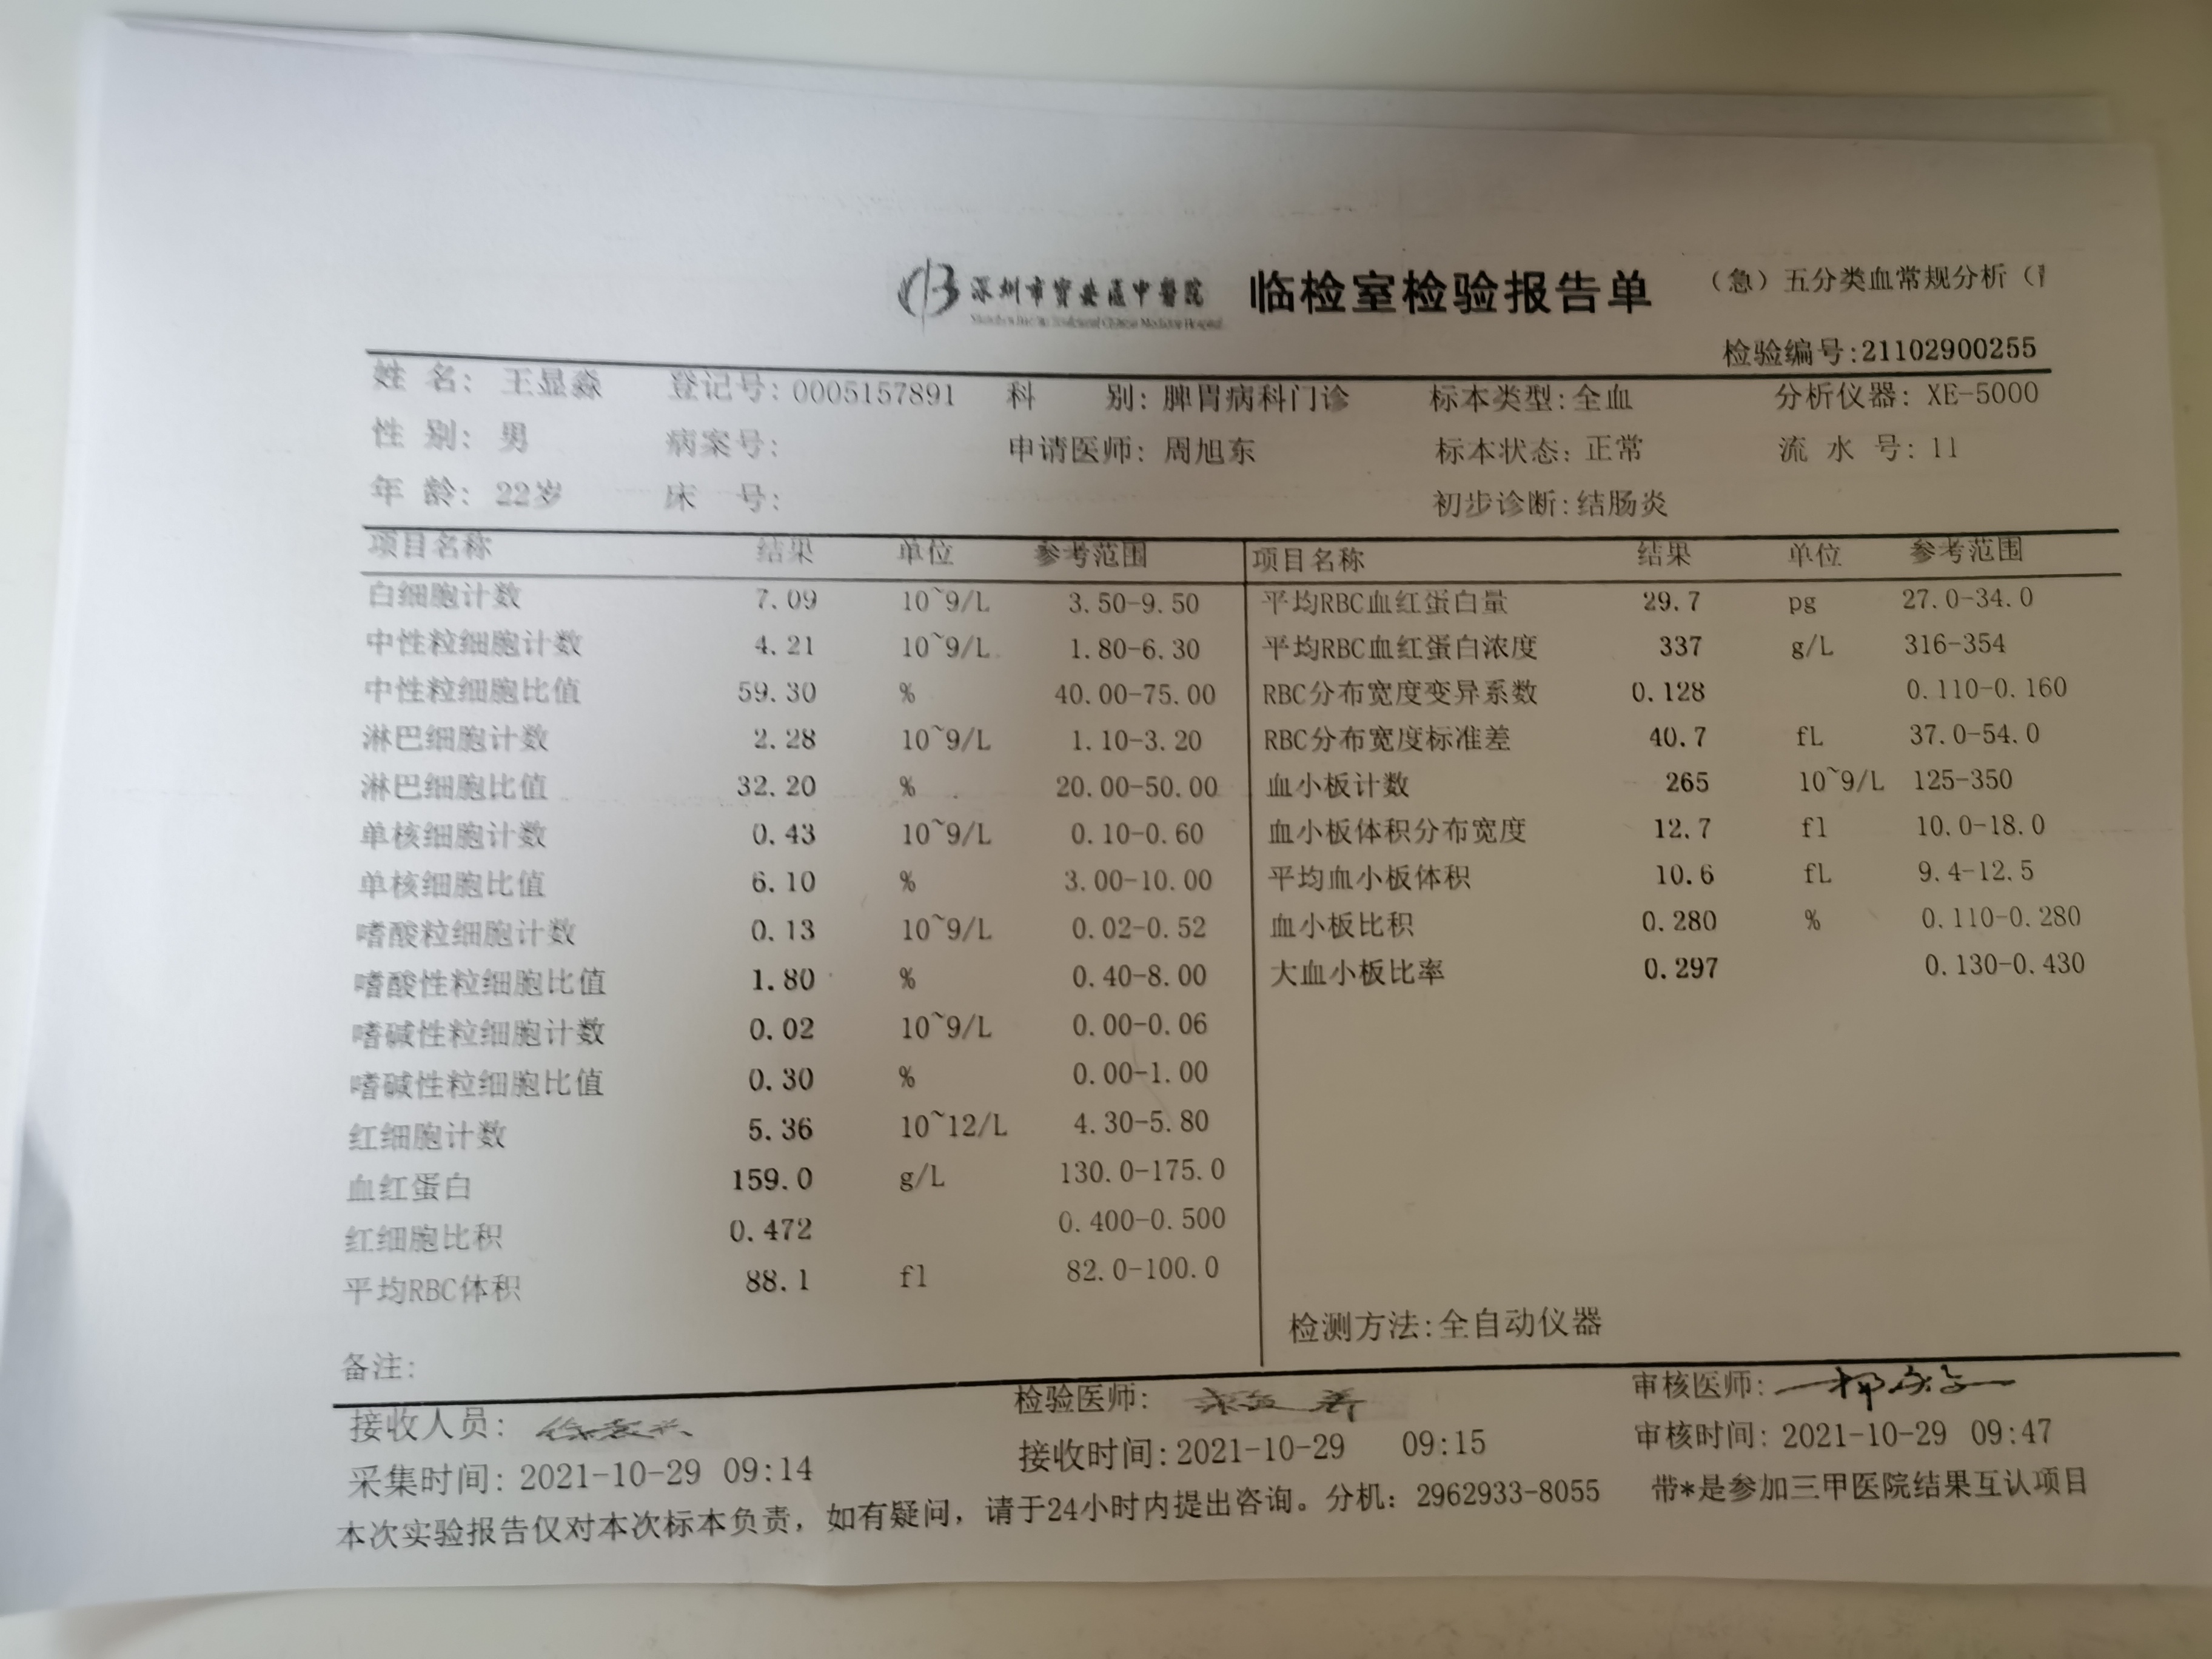 深圳市宝安区中医院 临检室检验报告单 （急）五分类血常规分析（
检验编号:21102900255
姓 名: 王显淼 登记号: 0005157891 科 别: 脾胃病科门诊 标本类型:全血 分析仪器: XE-5000
性 别: 男 病案号: 申请医师: 周旭东 标本状态: 正常 流 水 号: 11
年 龄: 22岁 床 号: 初步诊断: 结肠炎
项目名称 结果 单位 参考范围 项目名称 结果 单位 参考范围
白细胞计数 7.09 10~9/L 3.50-9.50 平均RBC血红蛋白量 29.7 pg 27.0-34.0
中性粒细胞计数 4.21 10~9/L 1.80-6.30 平均RBC血红蛋白浓度 337 g/L 316-354
中性粒细胞比值 59.30 % 40.00-75.00 RBC分布宽度变异系数 0.128 0.110-0.160
淋巴细胞计数 2.28 10~9/L 1.10-3.20 RBC分布宽度标准差 40.7 fL 37.0-54.0
淋巴细胞比值 32.20 % 20.00-50.00 血小板计数 265 10~9/L 125-350
单核细胞计数 0.43 10~9/L 0.10-0.60 血小板体积分布宽度 12.7 fl 10.0-18.0
单核细胞比值 6.10 % 3.00-10.00 平均血小板体积 10.6 fL 9.4-12.5
嗜酸粒细胞计数 0.13 10~9/L 0.02-0.52 血小板比积 0.280 % 0.110-0.280
嗜酸性粒细胞比值 1.80 % 0.40-8.00 大血小板比率 0.297 0.130-0.430
嗜碱性粒细胞计数 0.02 10~9/L 0.00-0.06
嗜碱性粒细胞比值 0.30 % 0.00-1.00
红细胞计数 5.36 10~12/L 4.30-5.80
血红蛋白 159.0 g/L 130.0-175.0
红细胞比积 0.472 0.400-0.500
平均RBC体积 88.1 fl 82.0-100.0
检测方法:全自动仪器
备注:
接收人员: 检验医师: 审核医师:
采集时间: 2021-10-29 09:14 接收时间: 2021-10-29 09:15 审核时间: 2021-10-29 09:47
本次实验报告仅对本次标本负责，如有疑问，请于24小时内提出咨询。分机：2962933-8055 带*是参加三甲医院结果互认项目